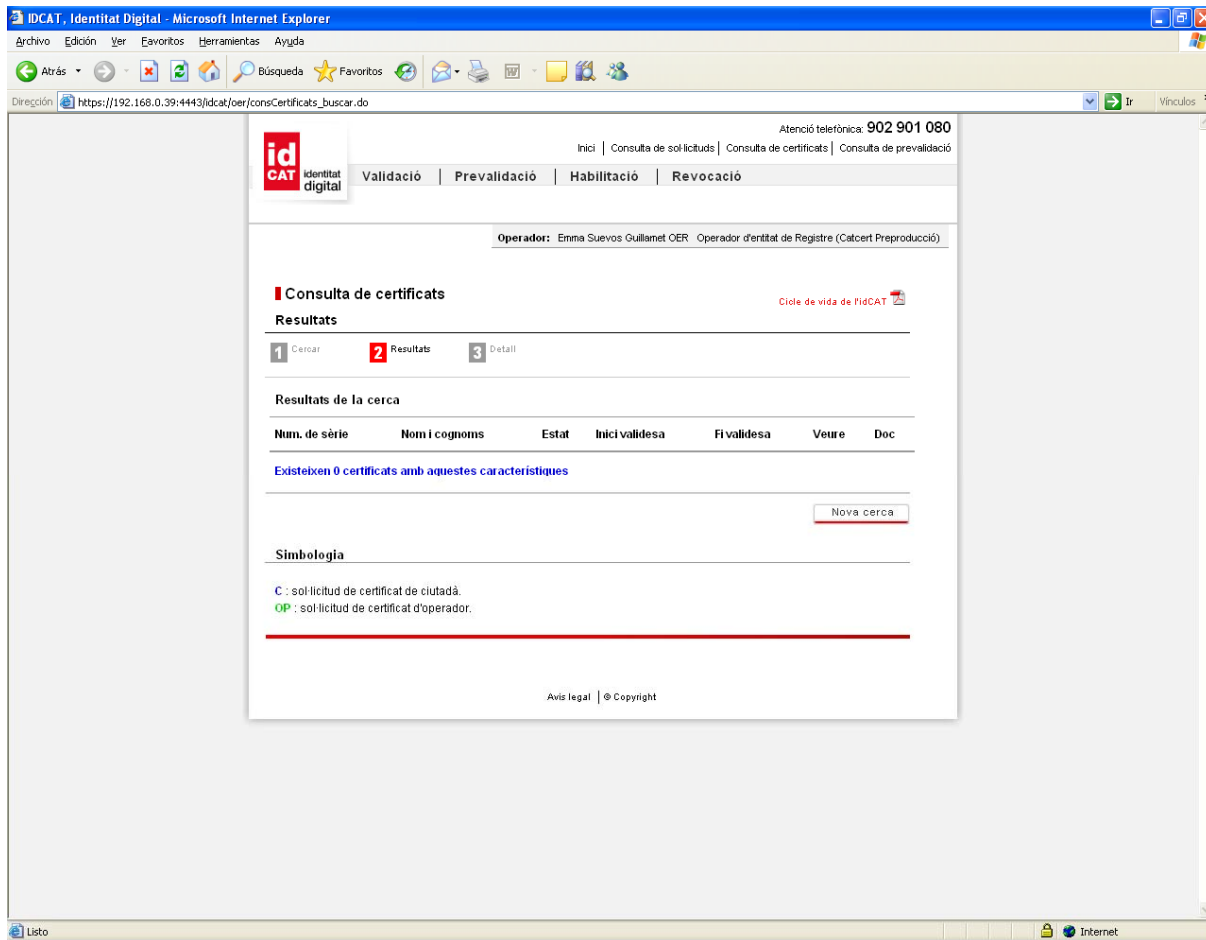 IDCAT, Identitat Digital - Microsoft Internet Explorer
Archivo Edición Ver Favoritos Herramientas Ayuda
Atrás Búsqueda Favoritos
Dirección https://192.168.0.39:4443/idcat/oer/consCertificats_buscar.do Ir Vínculos
Atenció telefònica: 902 901 080
Inici | Consulta de sol·licituds | Consulta de certificats | Consulta de prevalidació
id
CAT identitat
digital
Validació | Prevalidació | Habilitació | Revocació
Operador: Emma Suevos Guillamet OER Operador d'entitat de Registre (Catcert Preproducció)
Consulta de certificats
Cicle de vida de l'idCAT
Resultats
1 Cercar 2 Resultats 3 Detall
Resultats de la cerca
Num. de sèrie Nom i cognoms Estat Inici validesa Fi validesa Veure Doc
Existeixen 0 certificats amb aquestes característiques
Nova cerca
Simbologia
C : sol·licitud de certificat de ciutadà.
OP : sol·licitud de certificat d'operador.
Avis legal | © Copyright
Listo Internet